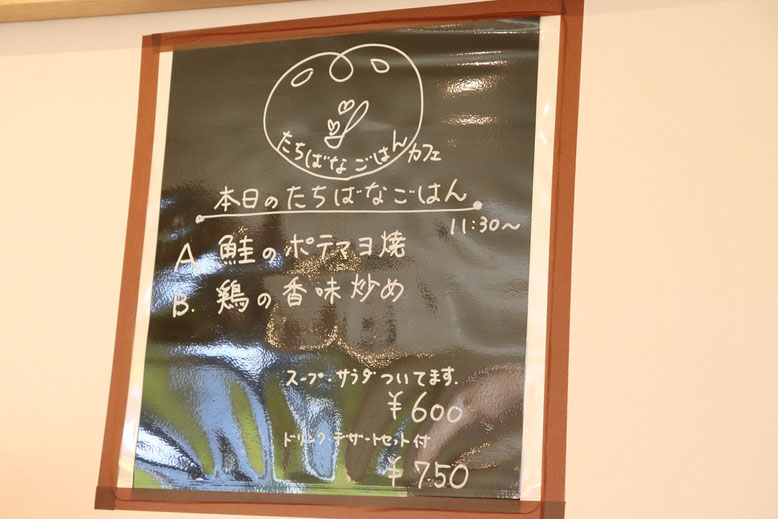 たちばなごはんカフェ
本日のたちばなごはん
11:30〜
A 鮭のポテマヨ焼
B. 鶏の香味炒め
スープ・サラダついてます.
¥600
ドリンク・デザートセット付
¥750